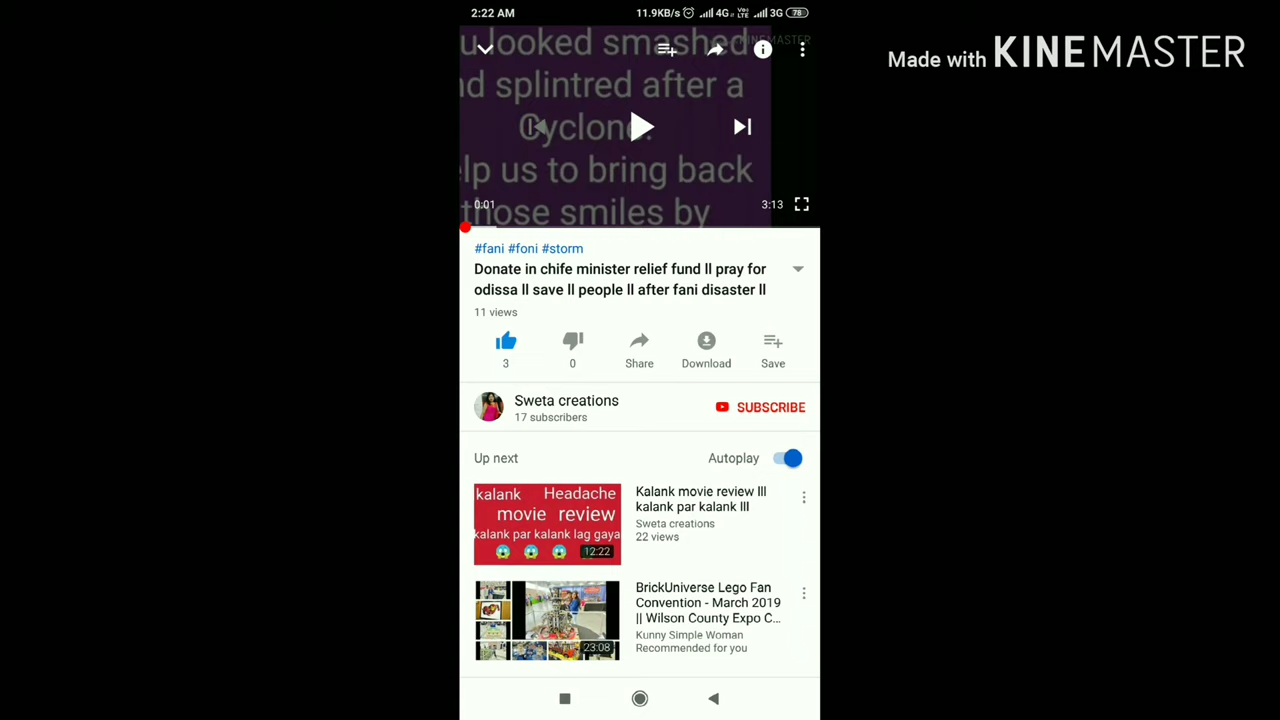 2:22 AM
11.9KB/s 4G VoLTE 3G 78
Made with KINEMASTER
u looked smashed
nd splintred after a
Cyclone.
lp us to bring back
those smiles by
0:01
3:13
#fani #foni #storm
Donate in chife minister relief fund ll pray for
odissa ll save ll people ll after fani disaster ll
11 views
3
0
Share
Download
Save
Sweta creations
17 subscribers
SUBSCRIBE
Up next
Autoplay
kalank Headache
movie review
kalank par kalank lag gaya
12:22
Kalank movie review lll
kalank par kalank lll
Sweta creations
22 views
23:08
BrickUniverse Lego Fan
Convention - March 2019
|| Wilson County Expo C...
Kunny Simple Woman
Recommended for you